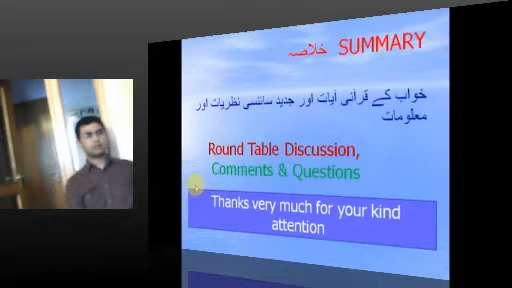 خلاصہ SUMMARY
خواب کے قرآنی آیات اور جدید سائنسی نظریات اور
معلومات
Round Table Discussion,
Comments & Questions
Thanks very much for your kind
attention